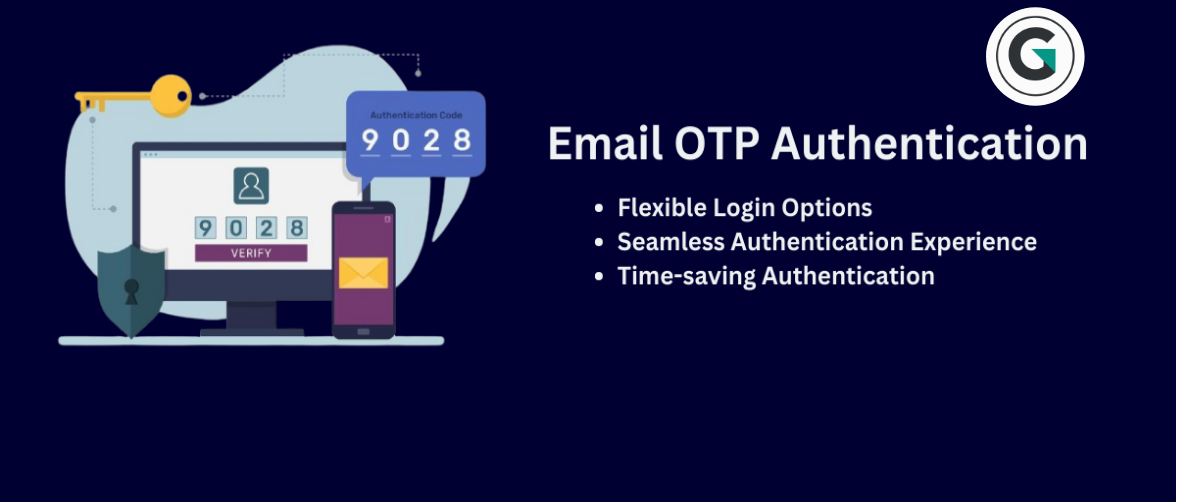 Authentication Code
9 0 2 8
9 0 2 8
VERIFY
G
Email OTP Authentication
• Flexible Login Options
• Seamless Authentication Experience
• Time-saving Authentication